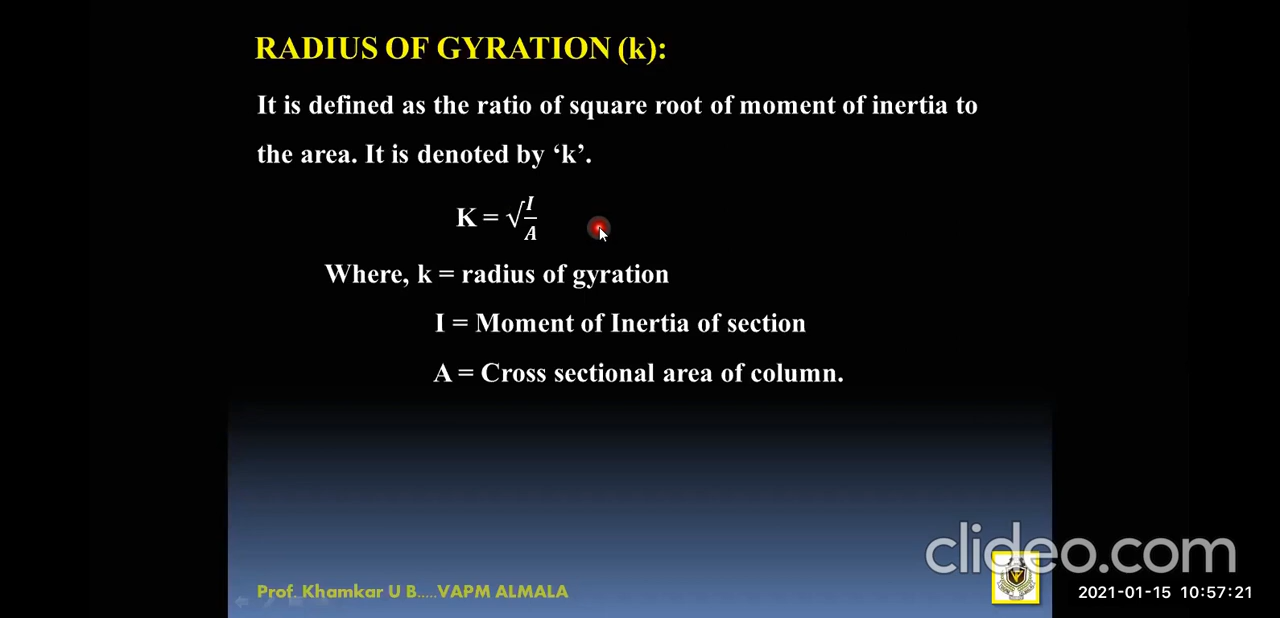 RADIUS OF GYRATION (k):
It is defined as the ratio of square root of moment of inertia to
the area. It is denoted by ‘k’.
K = √I/A
Where, k = radius of gyration
I = Moment of Inertia of section
A = Cross sectional area of column.
clideo.com
Prof. Khamkar U B.....VAPM ALMALA
2021-01-15 10:57:21